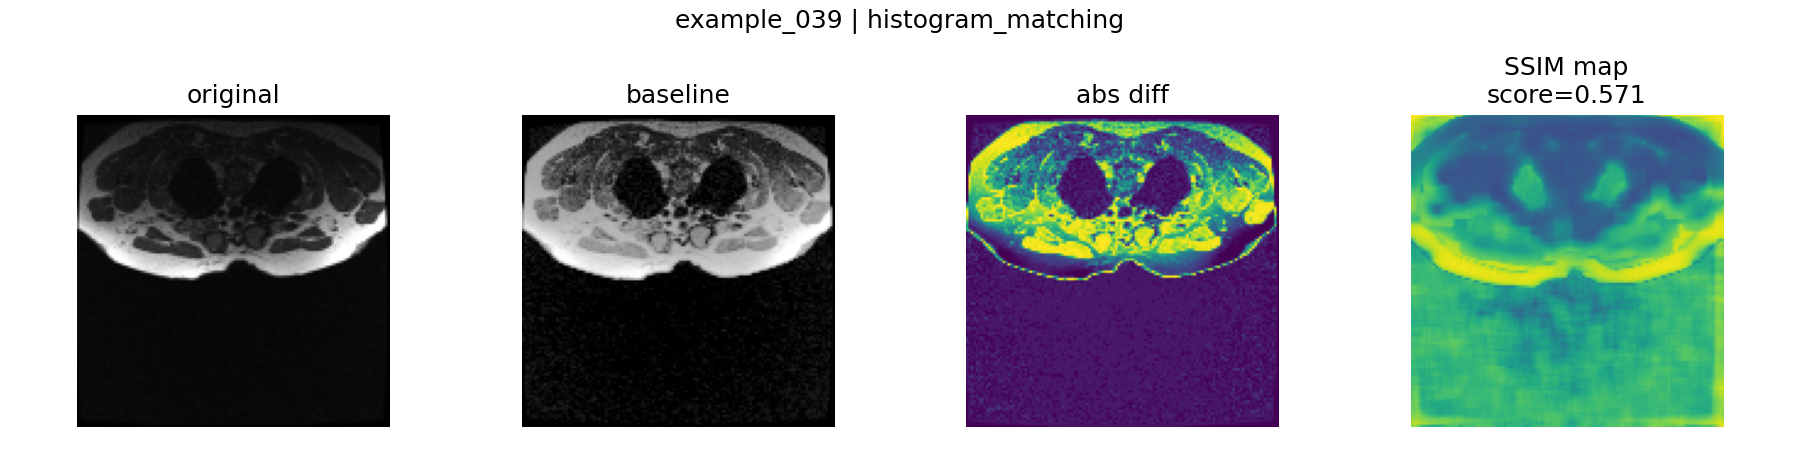 example_039 | histogram_matching
original
baseline
abs diff
SSIM map
score=0.571